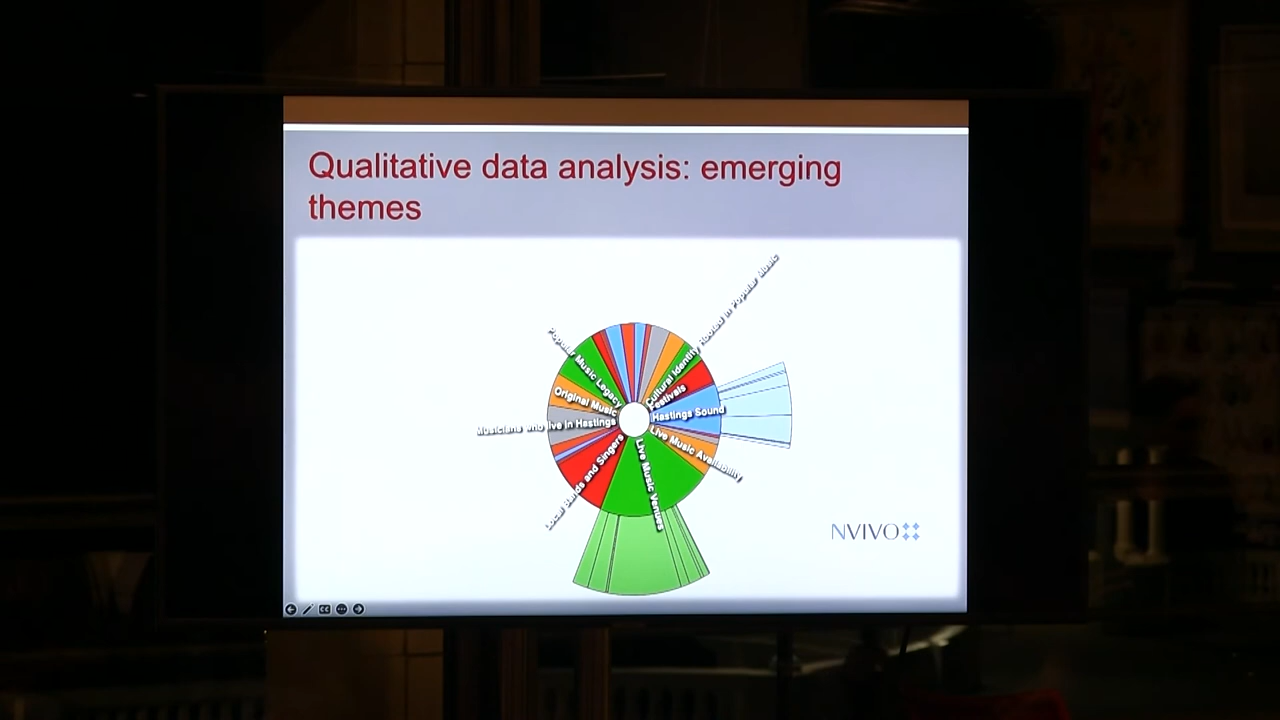 Qualitative data analysis: emerging
themes
Cultural Identity Rooted in Popular Music
Festivals
Hastings Sound
Live Music Availability
Live Music Venues
Local Bands and Singers
Musicians who live in Hastings
Original Music
Popular Music Legacy
NVIVO
CC